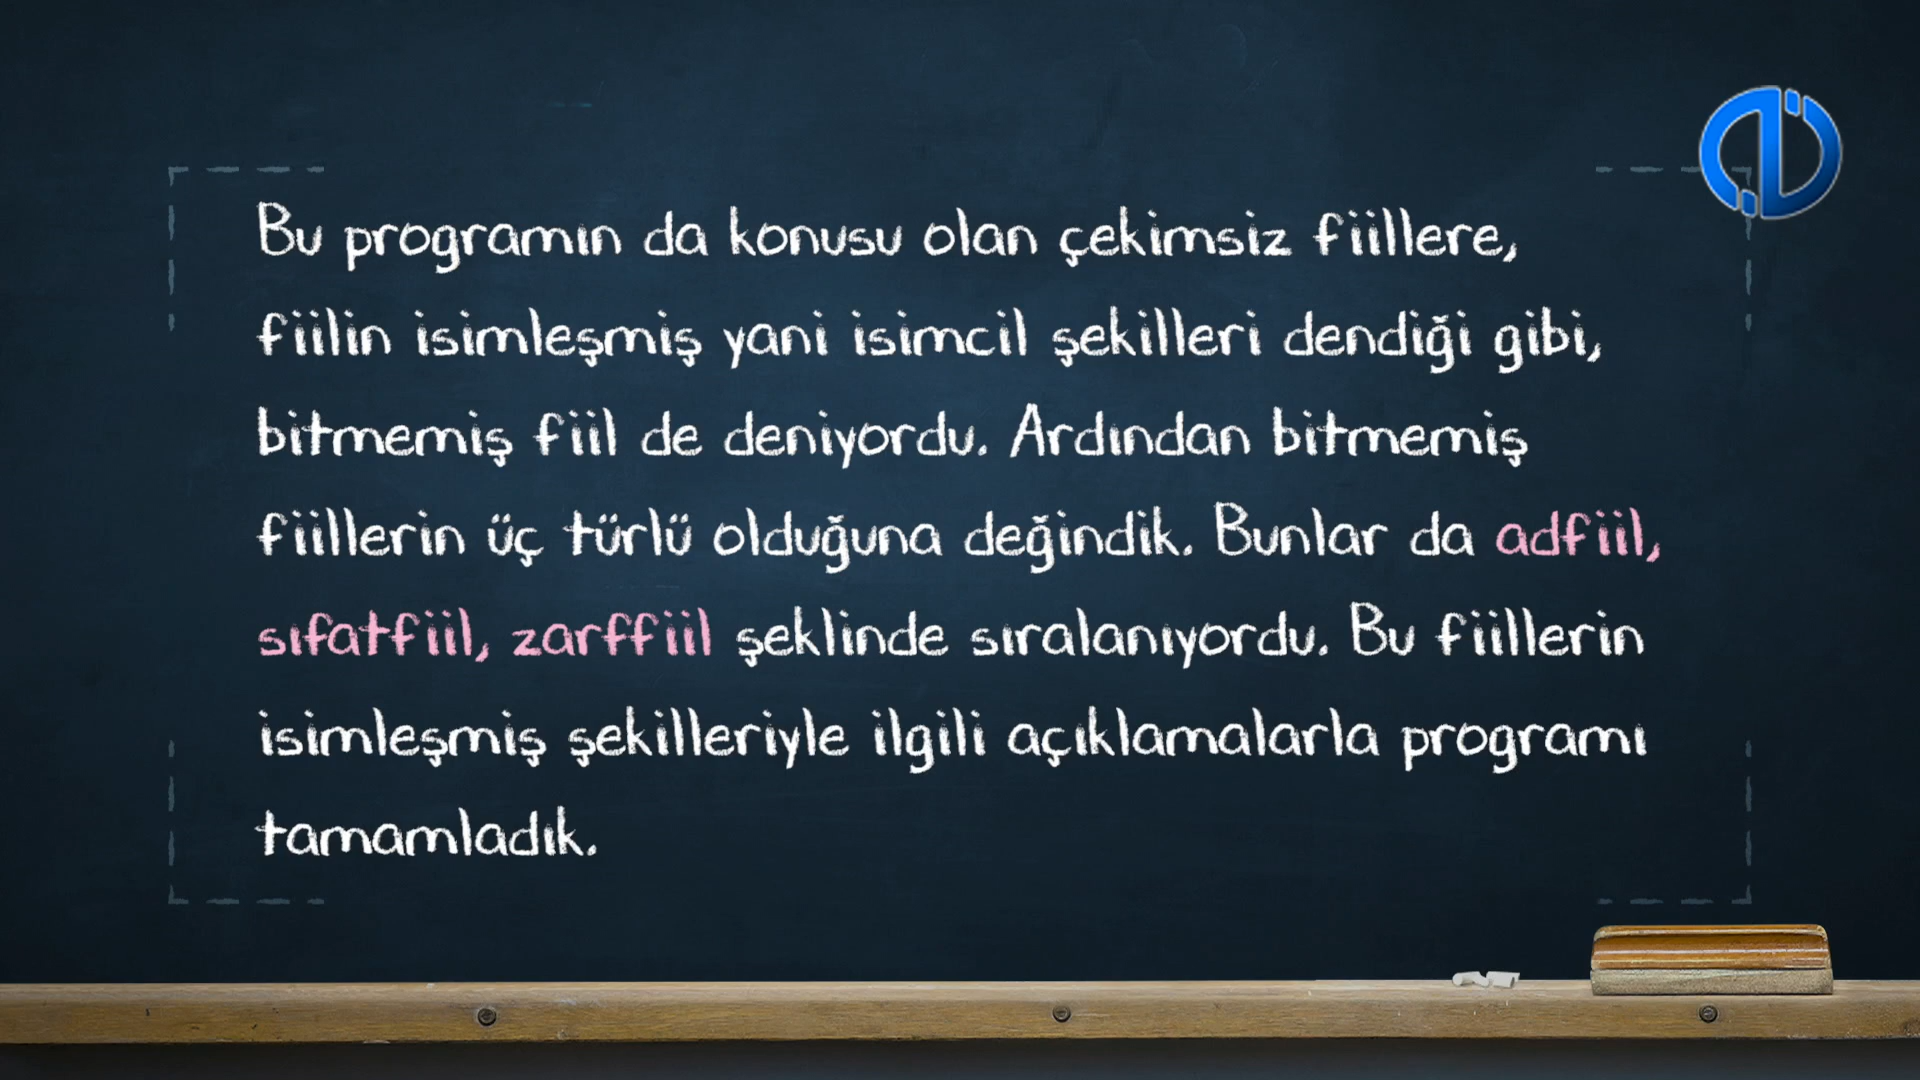 Bu programın da konusu olan çekimsiz fiillere,
fiilin isimleşmiş yani isimcil şekilleri dendiği gibi,
bitmemiş fiil de deniyordu. Ardından bitmemiş
fiillerin üç türlü olduğuna değindik. Bunlar da adfiil,
sıfatfiil, zarffiil şeklinde sıralanıyordu. Bu fiillerin
isimleşmiş şekilleriyle ilgili açıklamalarla programı
tamamladık.